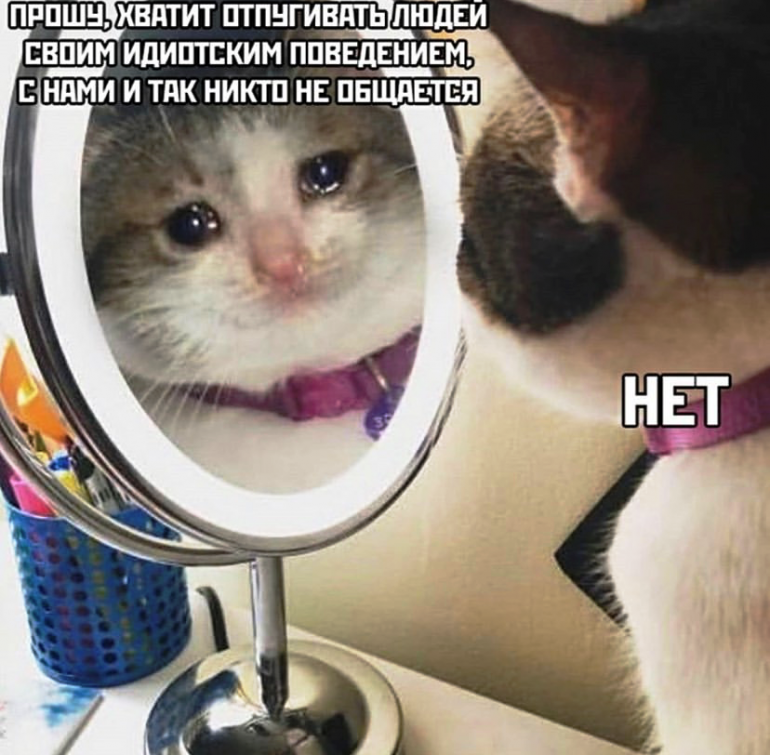 ПРОШУ, ХВАТИТ ОТПУГИВАТЬ ЛЮДЕЙ
СВОИМ ИДИОТСКИМ ПОВЕДЕНИЕМ,
С НАМИ И ТАК НИКТО НЕ ОБЩАЕТСЯ
НЕТ